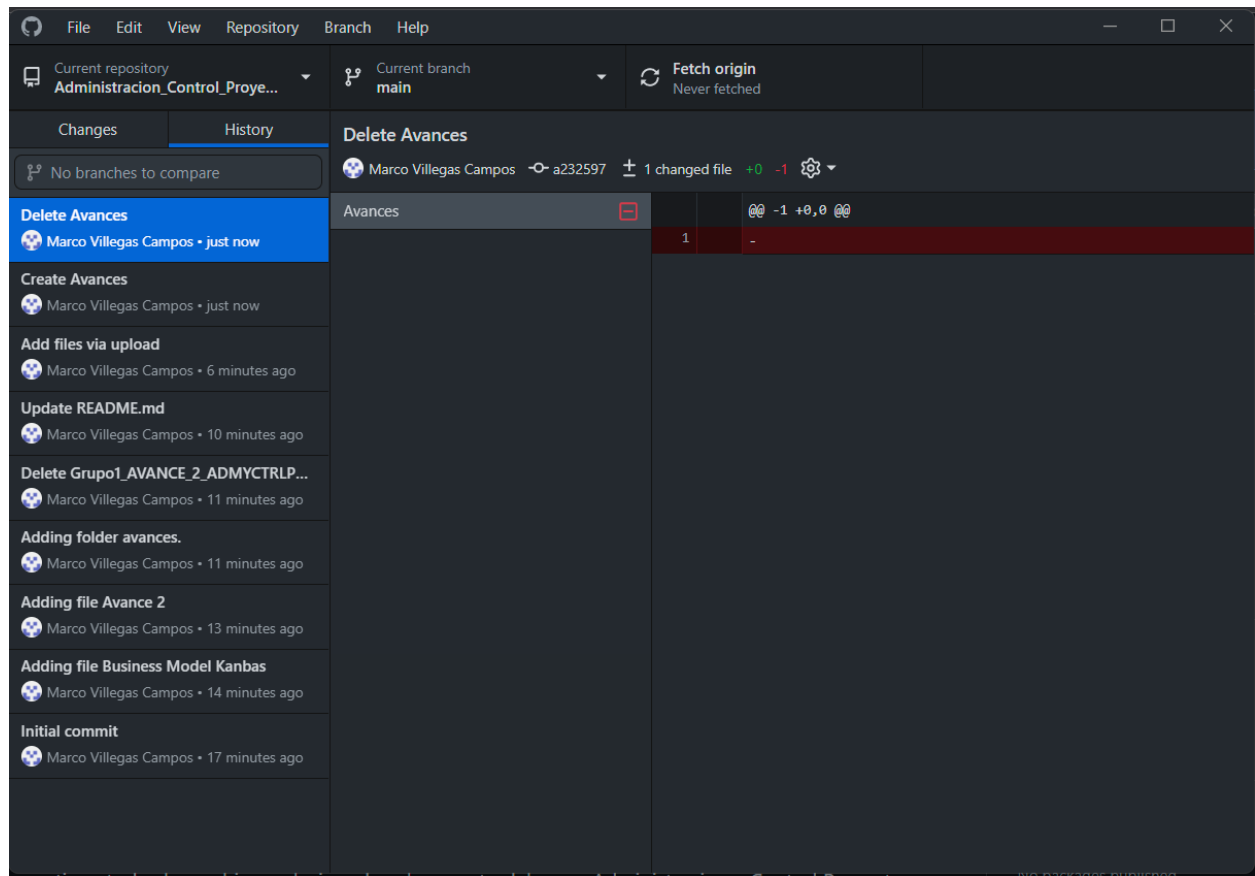 File Edit View Repository Branch Help
Current repository
Administracion_Control_Proye...
Current branch
main
Fetch origin
Never fetched
Changes History
No branches to compare
Delete Avances
Marco Villegas Campos • just now
Create Avances
Marco Villegas Campos • just now
Add files via upload
Marco Villegas Campos • 6 minutes ago
Update README.md
Marco Villegas Campos • 10 minutes ago
Delete Grupo1_AVANCE_2_ADMYCTRLP...
Marco Villegas Campos • 11 minutes ago
Adding folder avances.
Marco Villegas Campos • 11 minutes ago
Adding file Avance 2
Marco Villegas Campos • 13 minutes ago
Adding file Business Model Kanbas
Marco Villegas Campos • 14 minutes ago
Initial commit
Marco Villegas Campos • 17 minutes ago
Delete Avances
Marco Villegas Campos a232597 1 changed file +0 -1
Avances
@@ -1 +0,0 @@
1 -